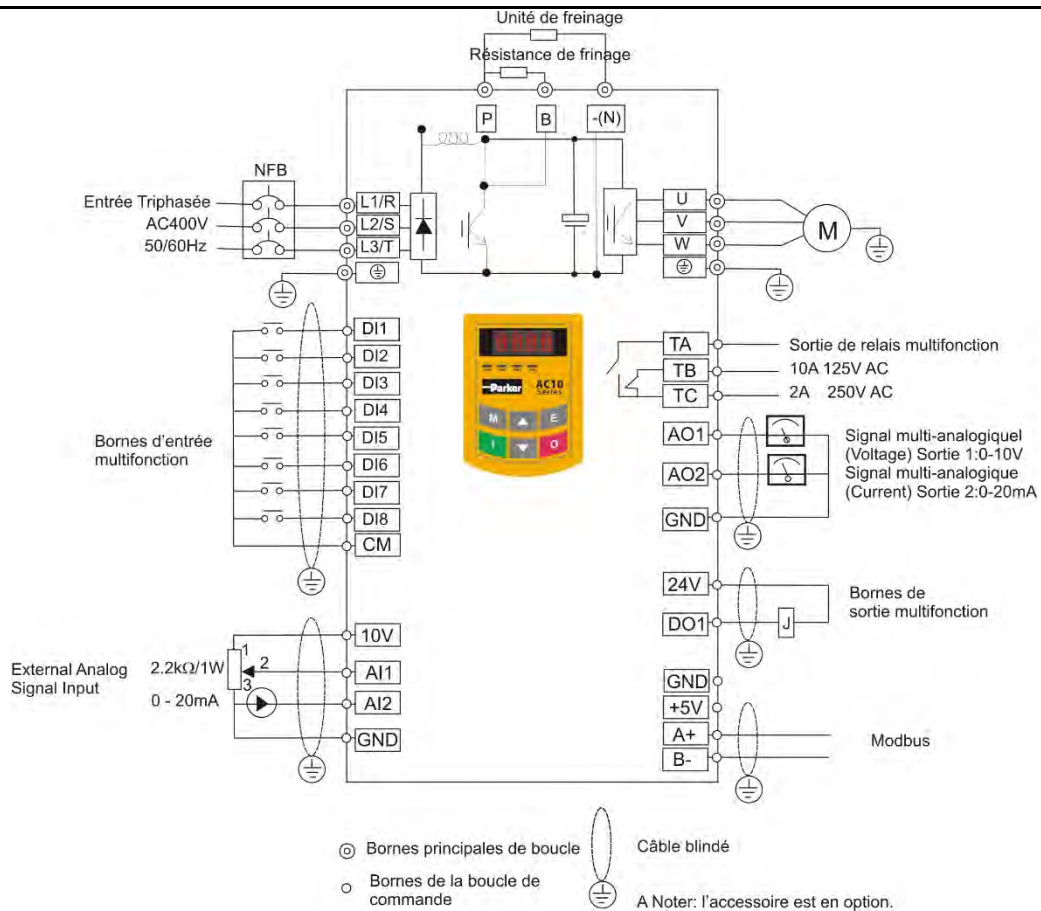 Unité de freinage
Résistance de frinage
P
B
-(N)
NFB
Entrée Triphasée
AC400V
50/60Hz
L1/R
L2/S
L3/T
U
V
W
M
DI1
DI2
DI3
DI4
DI5
DI6
DI7
DI8
CM
Bornes d'entrée
multifonction
Parker
AC10
Series
M
E
I
O
TA
TB
TC
Sortie de relais multifonction
10A 125V AC
2A 250V AC
AO1
AO2
GND
Signal multi-analogiquel
(Voltage) Sortie 1:0-10V
Signal multi-analogique
(Current) Sortie 2:0-20mA
24V
DO1
J
Bornes de
sortie multifonction
External Analog
Signal Input
2.2kΩ/1W
0 - 20mA
1
2
3
10V
AI1
AI2
GND
GND
+5V
A+
B-
Modbus
Bornes principales de boucle
Câble blindé
Bornes de la boucle de
commande
A Noter: l'accessoire est en option.